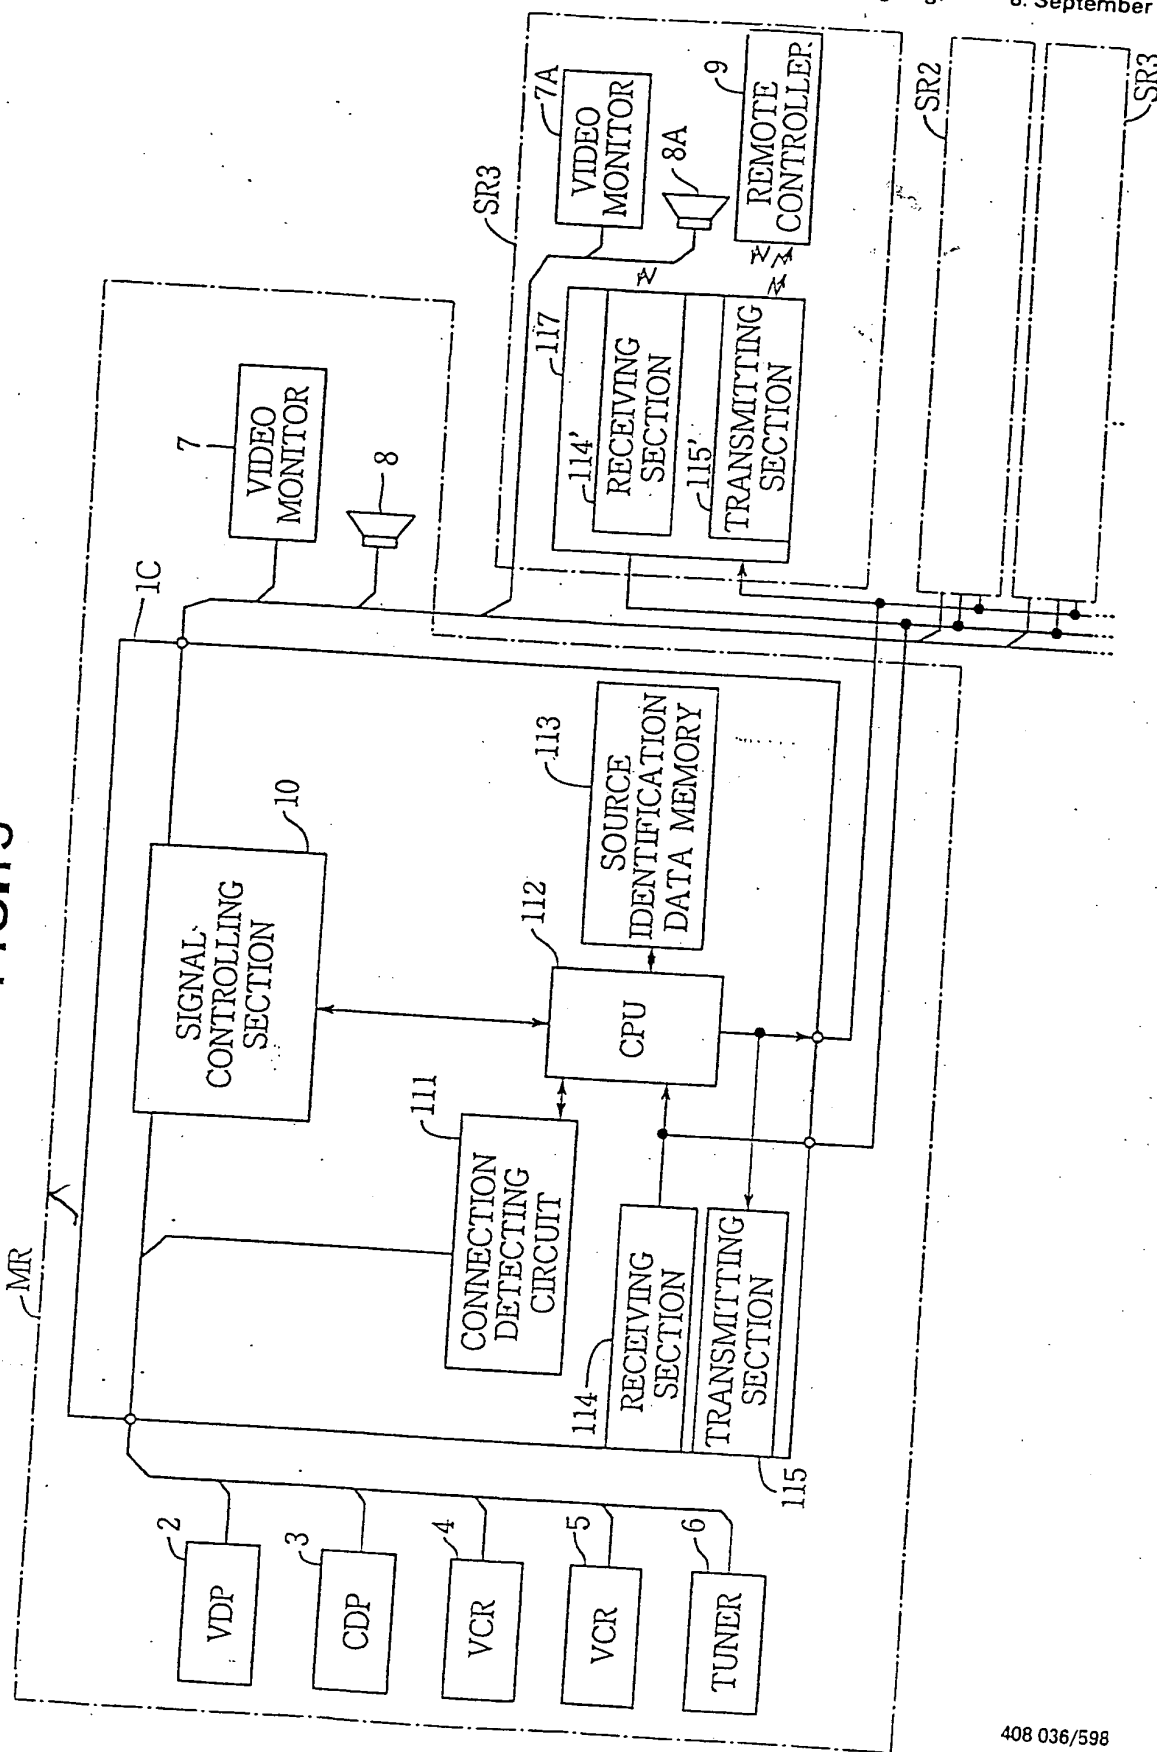 8. September
MR
1C
7
VIDEO
MONITOR
8
SR3
7A
VIDEO
MONITOR
8A
9
REMOTE
CONTROLLER
117
114'
RECEIVING
SECTION
115'
TRANSMITTING
SECTION
SR2
SR3
10
SIGNAL
CONTROLLING
SECTION
113
SOURCE
IDENTIFICATION
DATA MEMORY
112
CPU
111
CONNECTION
DETECTING
CIRCUIT
114
RECEIVING
SECTION
TRANSMITTING
SECTION
115
2
VDP
3
CDP
4
VCR
5
VCR
6
TUNER
408 036/598